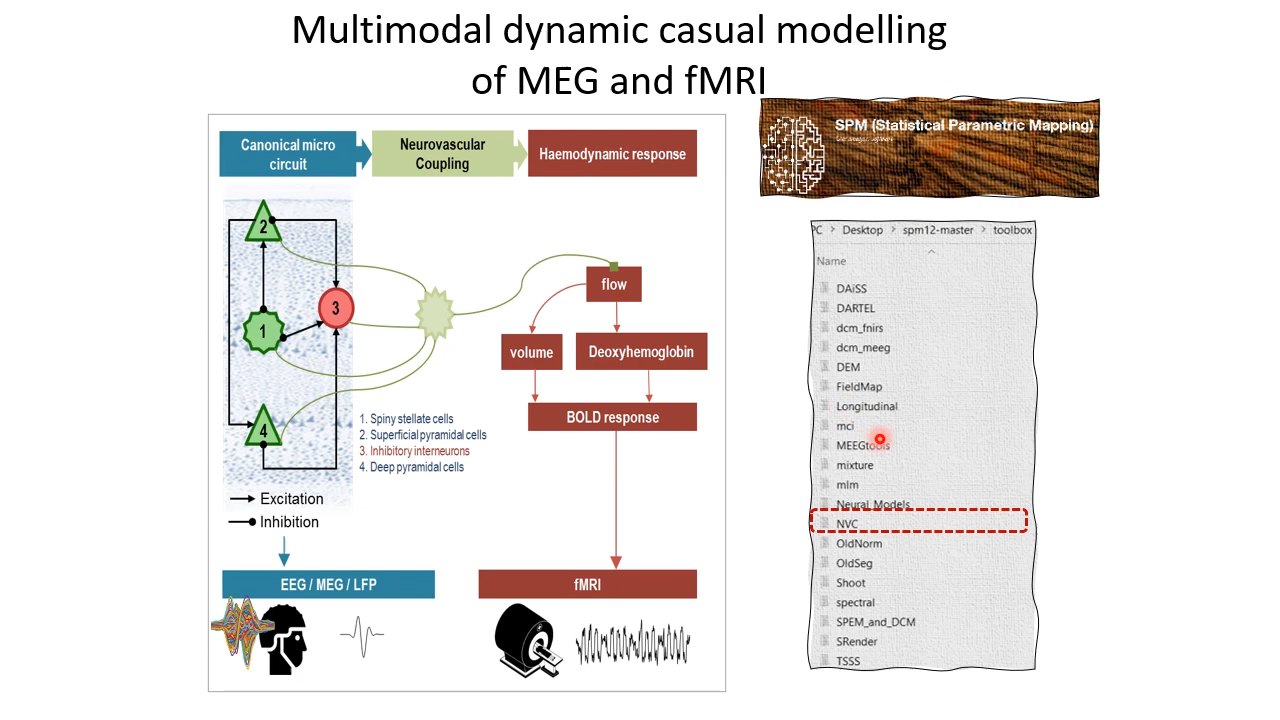 Multimodal dynamic casual modelling
of MEG and fMRI
Canonical micro
circuit
Neurovascular
Coupling
Haemodynamic response
2
3
1
4
flow
volume
Deoxyhemoglobin
BOLD response
1. Spiny stellate cells
2. Superficial pyramidal cells
3. Inhibitory interneurons
4. Deep pyramidal cells
Excitation
Inhibition
EEG / MEG / LFP
fMRI
SPM (Statistical Parametric Mapping)
PC > Desktop > spm12-master > toolbox
Name
DAiSS
DARTEL
dcm_fnirs
dcm_meeg
DEM
FieldMap
Longitudinal
mci
MEEGtools
mixture
mlm
Neural_Models
NVC
OldNorm
OldSeg
Shoot
spectral
SPEM_and_DCM
SRender
TSSS